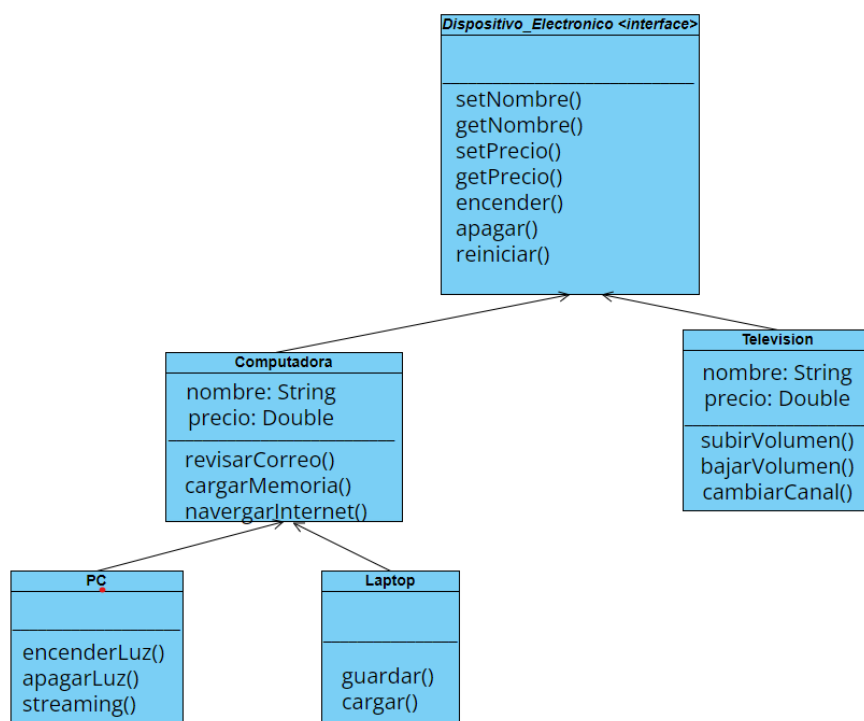 Dispositivo_Electronico <interface>
setNombre()
getNombre()
setPrecio()
getPrecio()
encender()
apagar()
reiniciar()
Computadora
nombre: String
precio: Double
revisarCorreo()
cargarMemoria()
navergarInternet()
Television
nombre: String
precio: Double
subirVolumen()
bajarVolumen()
cambiarCanal()
PC
encenderLuz()
apagarLuz()
streaming()
Laptop
guardar()
cargar()